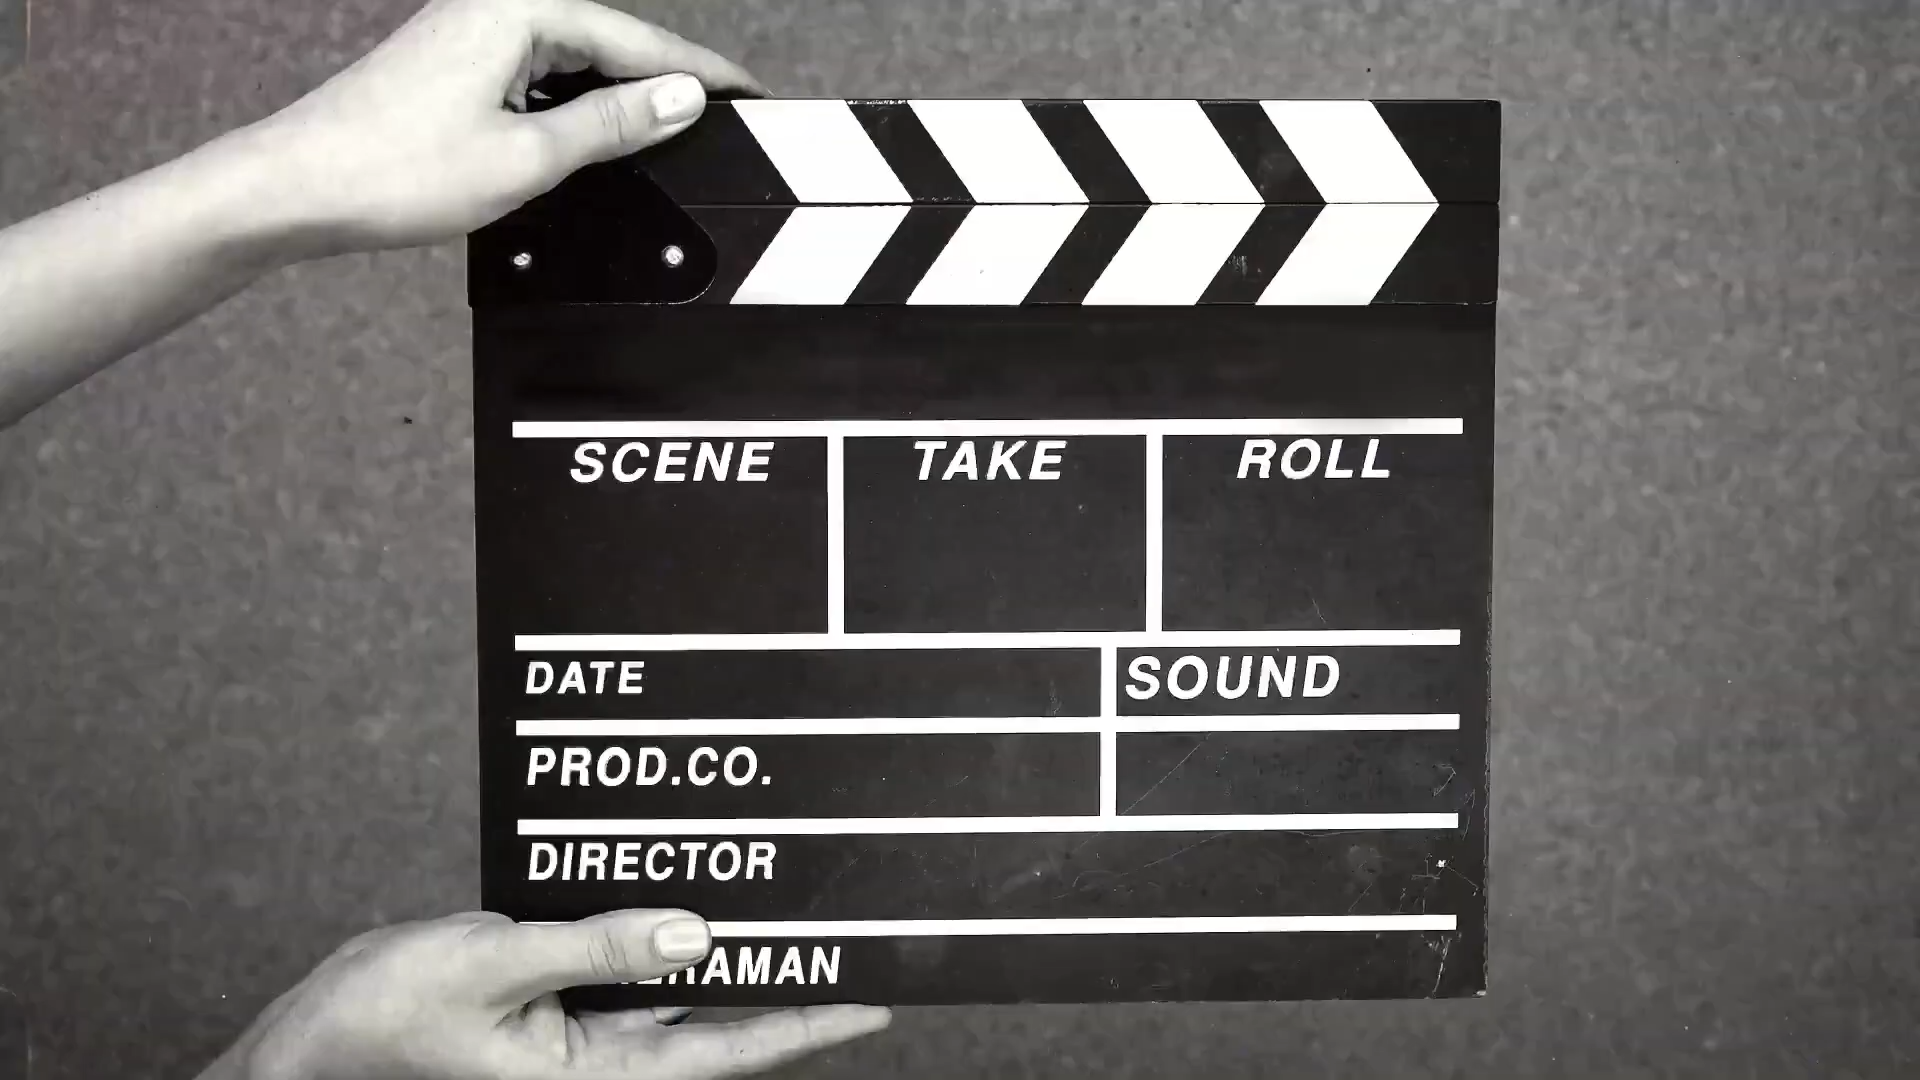 SCENE TAKE ROLL
DATE SOUND
PROD.CO.
DIRECTOR